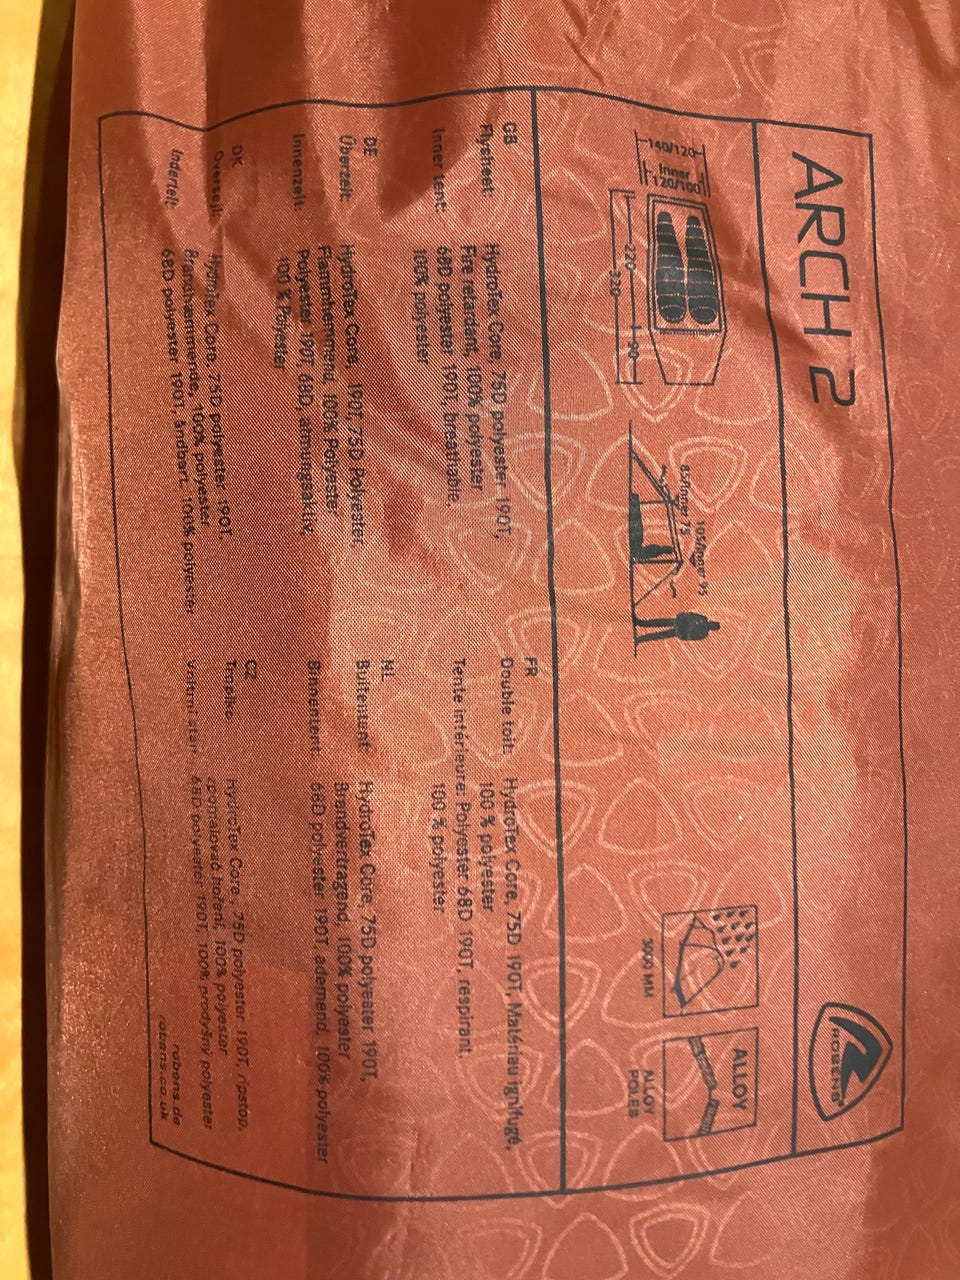 ARCH 2
ROBENS
140/120
Inner
120/100
220
90
320
85/Inner 75
105/Inner 95
3000 MM
ALLOY
ALLOY
POLES
GB
Flysheet: HydroTex Core, 75D polyester 190T,
Fire retardant, 100% polyester
Inner tent: 68D polyester 190T, breathable,
100% polyester
FR
Double toit: HydroTex Core, 75D 190T, Matériau ignifugé,
100 % polyester
Tente intérieure: Polyester 68D 190T, respirant,
100 % polyester
DE
Überzelt: HydroTex Core, 190T, 75D Polyester,
Flammhemmend, 100% Polyester
Innenzelt: Polyester 190T, 68D, atmungsaktiv,
100 % Polyester
NL
Buitentent: HydroTex Core, 75D polyester 190T,
Brandvertragend, 100% polyester
Binnentent: 68D polyester 190T, ademend, 100% polyester
DK
Oversejl: HydroTex Core, 75D polyester 190T,
Brandhæmmende, 100% polyester
Indertelt: 68D polyester 190T, åndbart, 100% polyester
CZ
Tropiko HydroTex Core, 75D polyester 190T, ripstop,
zpomalovač hoření, 100% polyester
Vnitřní 68D polyester 190T, 100% prodyšný polyester
robens.de
robens.co.uk